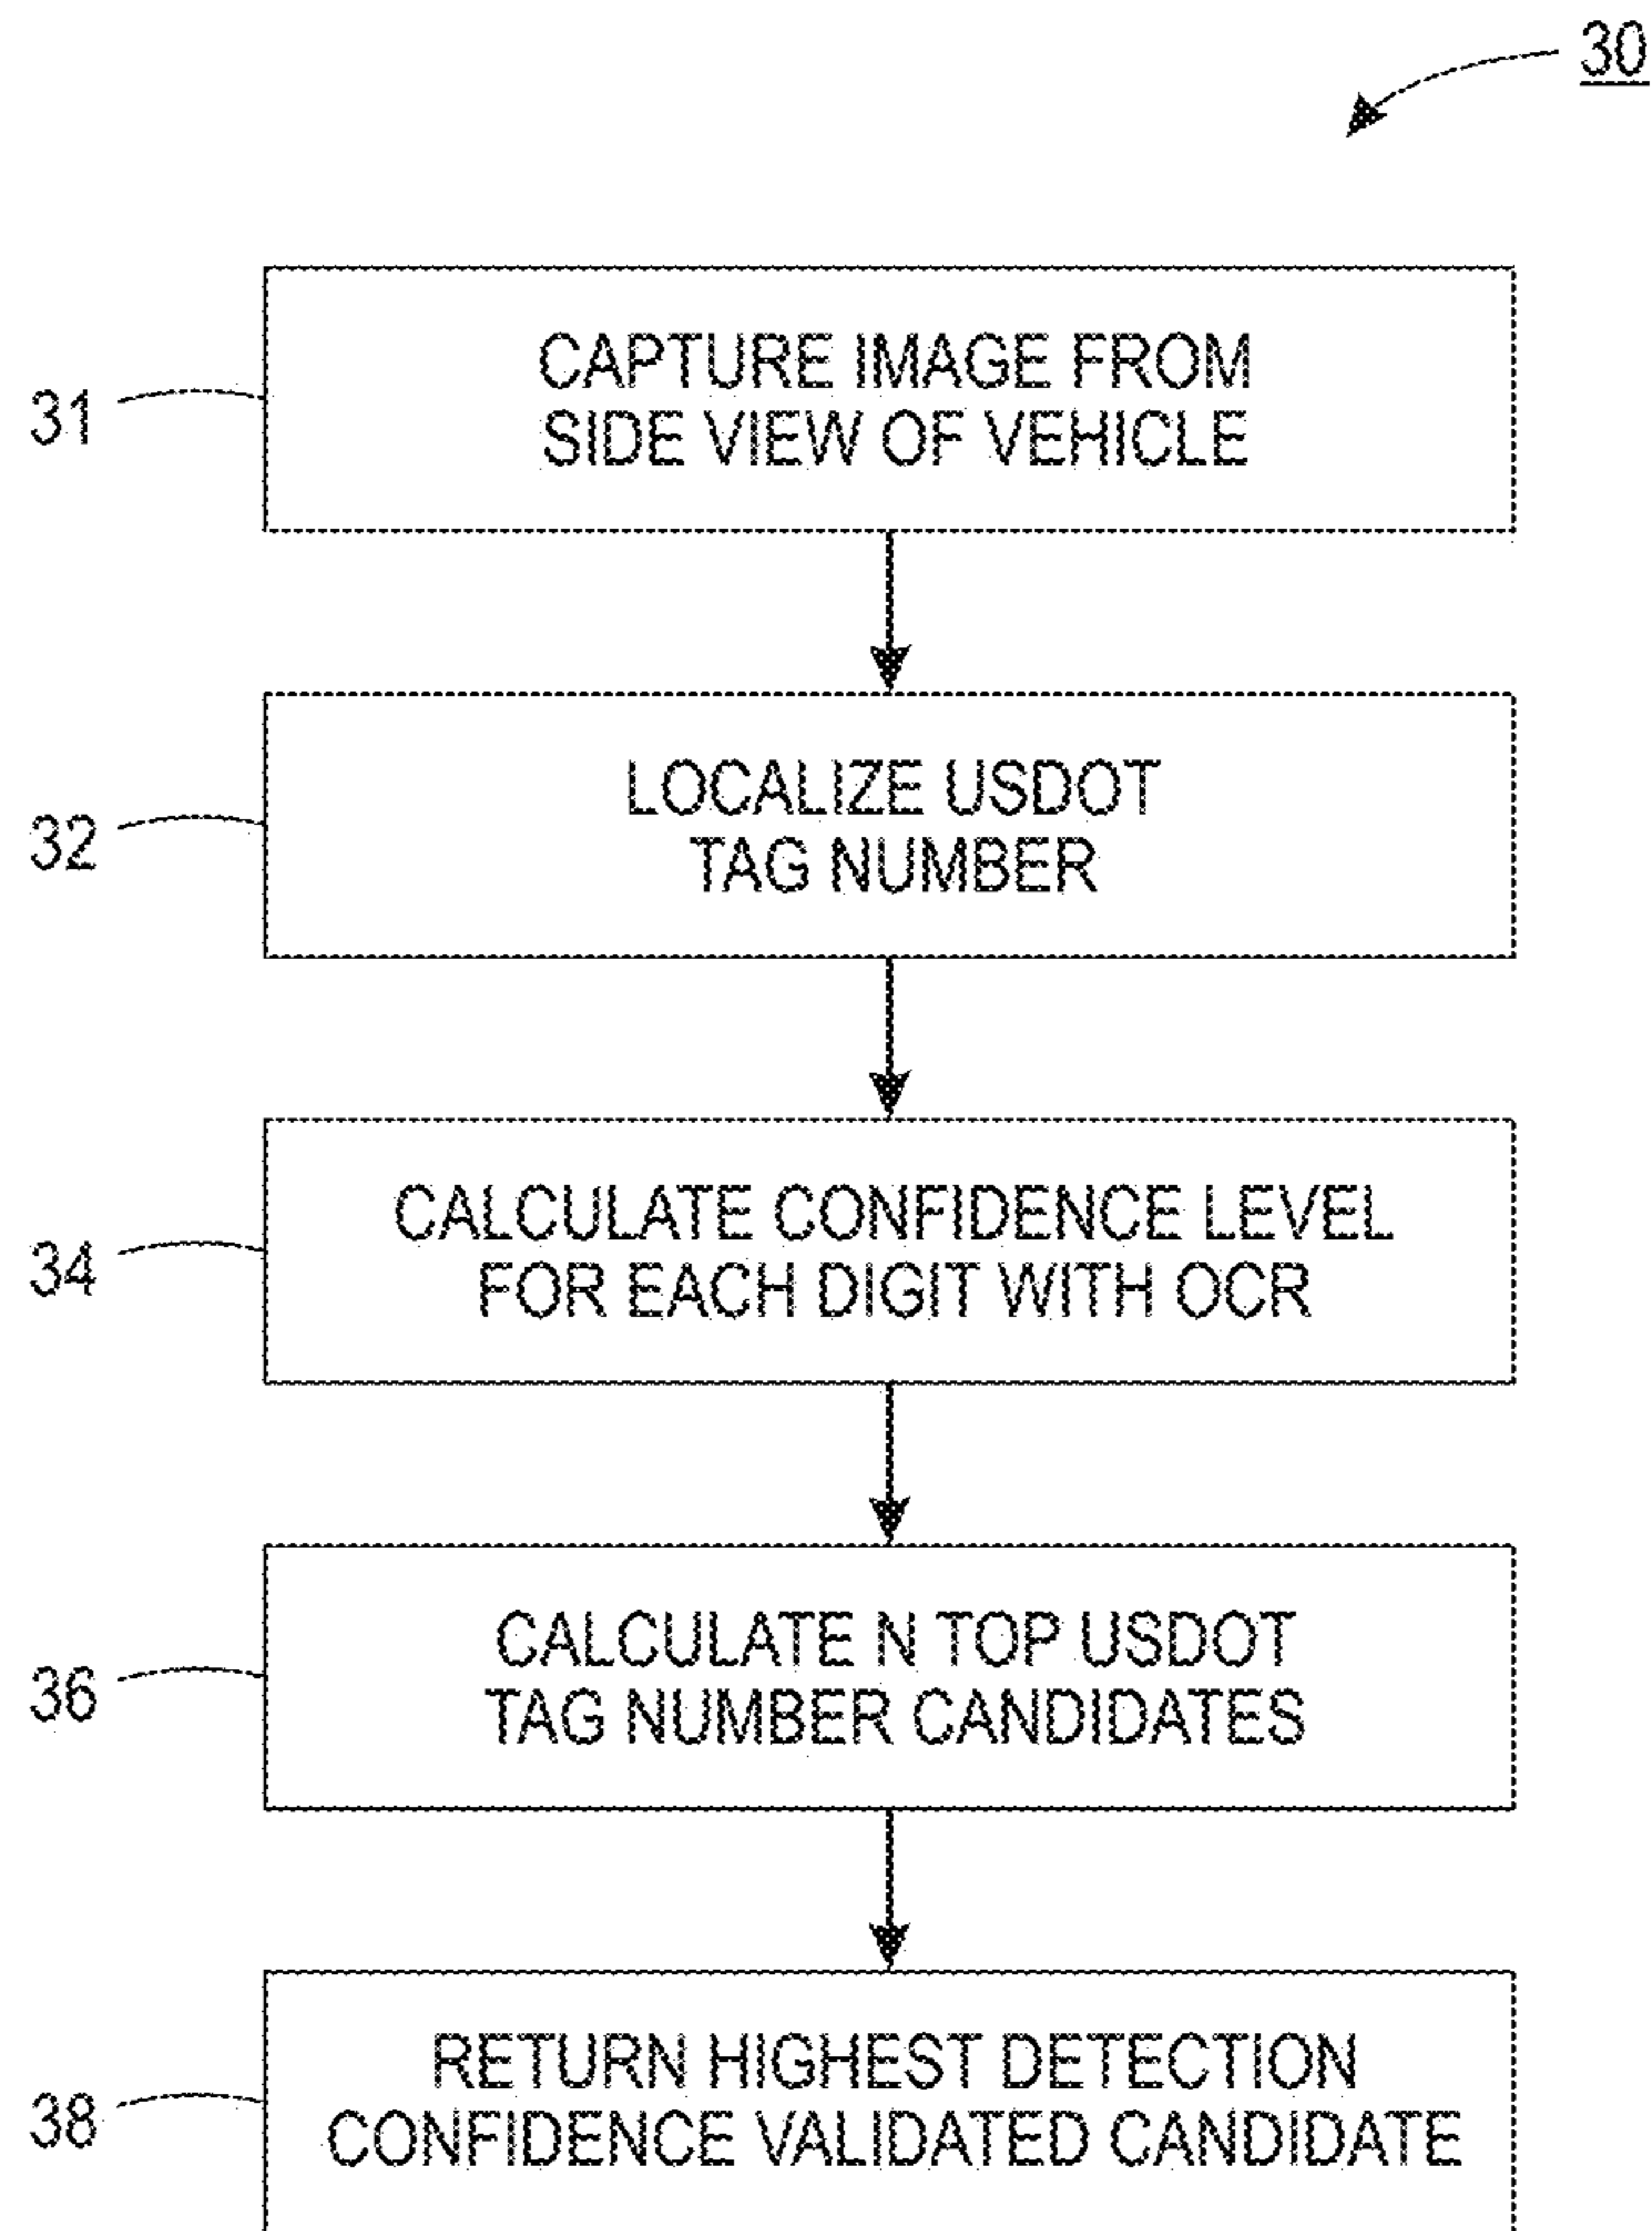 30
31
CAPTURE IMAGE FROM
SIDE VIEW OF VEHICLE
32
LOCALIZE USDOT
TAG NUMBER
34
CALCULATE CONFIDENCE LEVEL
FOR EACH DIGIT WITH OCR
36
CALCULATE N TOP USDOT
TAG NUMBER CANDIDATES
38
RETURN HIGHEST DETECTION
CONFIDENCE VALIDATED CANDIDATE